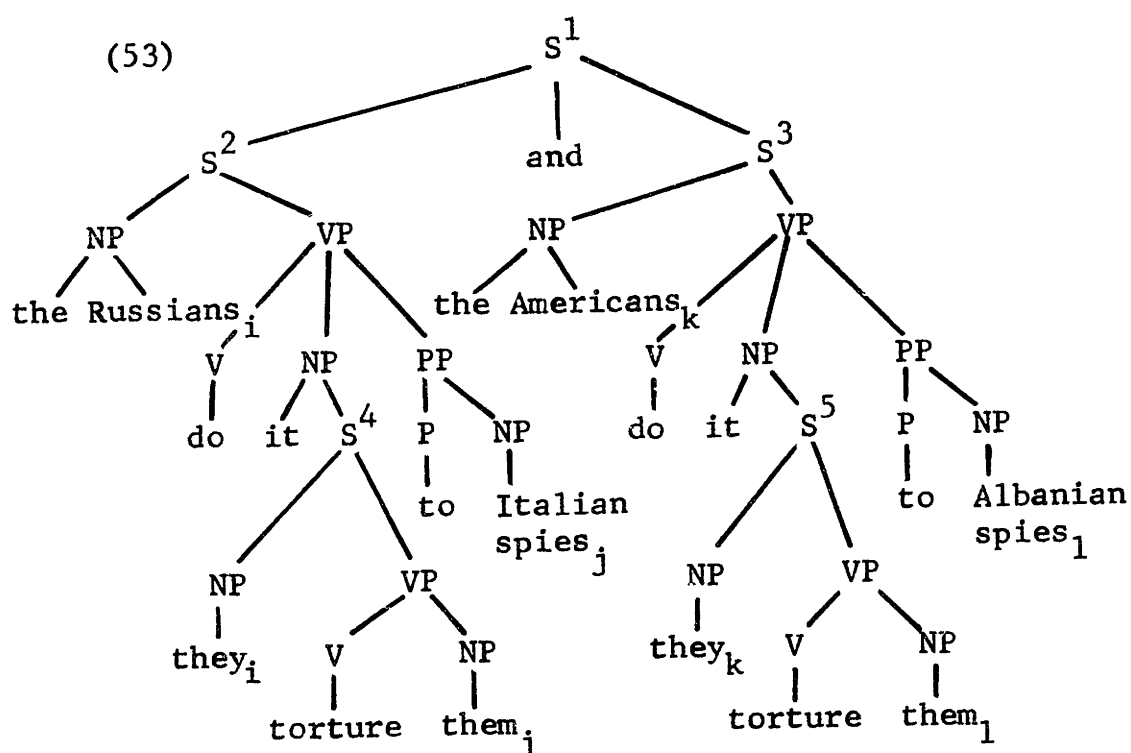 (53)
S1
S2 and S3
NP VP NP VP
the Russiansi the Americansk
V NP PP V NP PP
do it S4 P NP do it S5 P NP
to Italian to Albanian
spiesj spiesl
NP VP NP VP
theyi V NP theyk V NP
torture themj torture theml